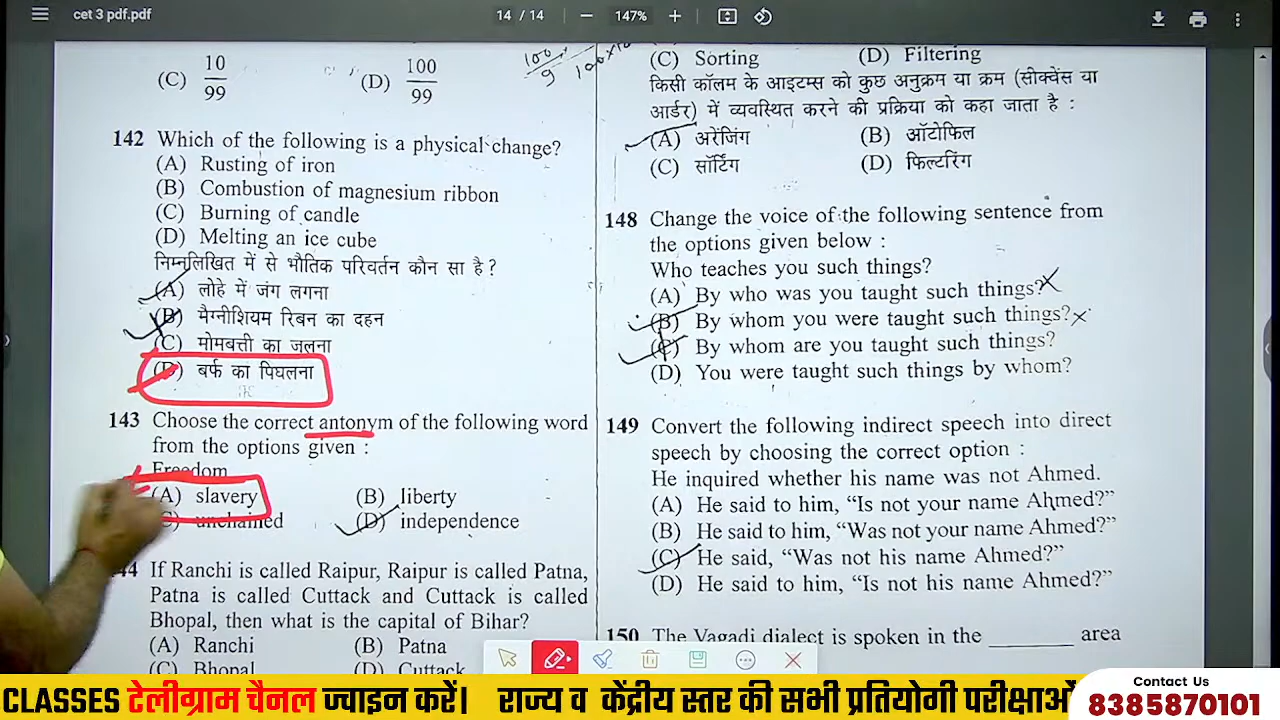 cet 3 pdf.pdf
14 / 14
147%
(C) 10/99 (D) 100/99
100/9
142 Which of the following is a physical change?
(A) Rusting of iron
(B) Combustion of magnesium ribbon
(C) Burning of candle
(D) Melting an ice cube
निम्नलिखित में से भौतिक परिवर्तन कौन सा है ?
(A) लोहे में जंग लगना
(B) मैग्नीशियम रिबन का दहन
(C) मोमबत्ती का जलना
(D) बर्फ का पिघलना
143 Choose the correct antonym of the following word
from the options given :
Freedom
(A) slavery (B) liberty
(C) unchained (D) independence
44 If Ranchi is called Raipur, Raipur is called Patna,
Patna is called Cuttack and Cuttack is called
Bhopal, then what is the capital of Bihar?
(A) Ranchi (B) Patna
(C) Bhopal (D) Cuttack
(C) Sorting (D) Filtering
किसी कॉलम के आइटम्स को कुछ अनुक्रम या क्रम (सीक्वेंस या
आर्डर) में व्यवस्थित करने की प्रक्रिया को कहा जाता है :
(A) अरेंजिंग (B) ऑटोफिल
(C) सॉर्टिंग (D) फिल्टरिंग
148 Change the voice of the following sentence from
the options given below :
Who teaches you such things?
(A) By who was you taught such things?
(B) By whom you were taught such things?
(C) By whom are you taught such things?
(D) You were taught such things by whom?
149 Convert the following indirect speech into direct
speech by choosing the correct option :
He inquired whether his name was not Ahmed.
(A) He said to him, “Is not your name Ahmed?”
(B) He said to him, “Was not your name Ahmed?”
(C) He said, “Was not his name Ahmed?”
(D) He said to him, “Is not his name Ahmed?”
150 The Vagadi dialect is spoken in the ________ area
CLASSES टेलीग्राम चैनल ज्वाइन करें। राज्य व केंद्रीय स्तर की सभी प्रतियोगी परीक्षाओं
Contact Us
8385870101